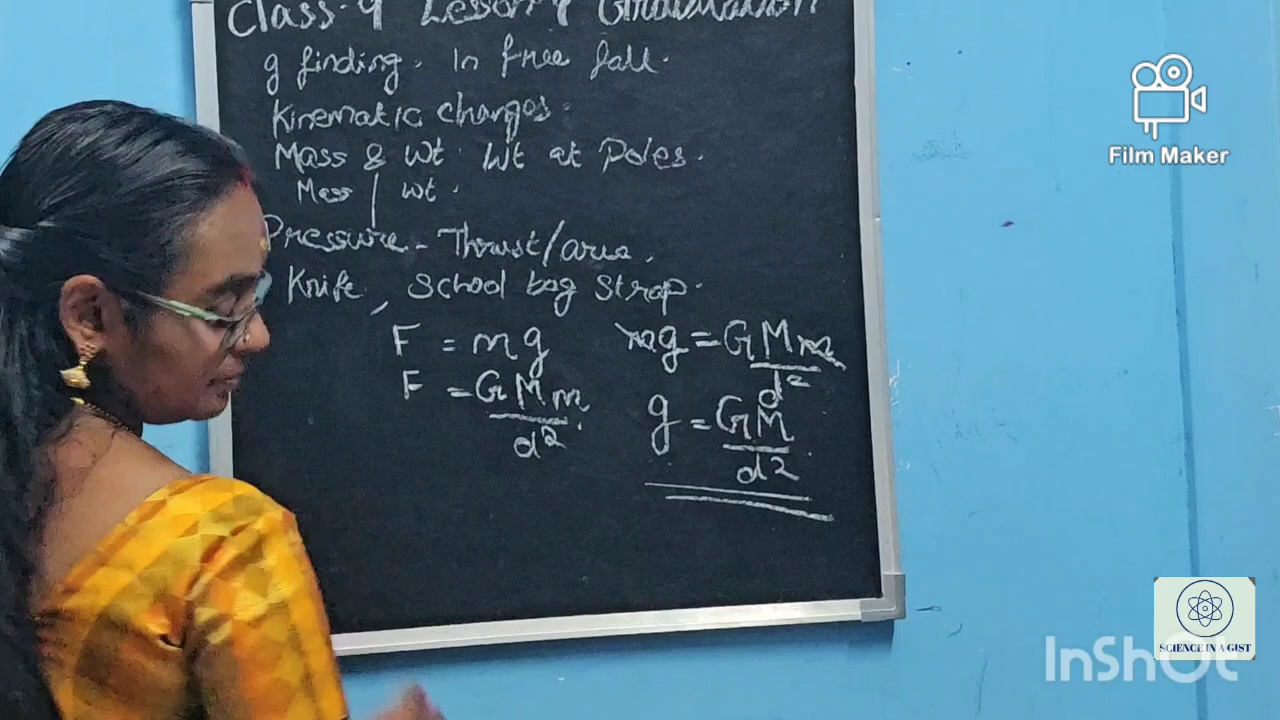 Class-9 Lesson 9 Gravitation
g finding. In free fall.
Kinematic changes.
Mass & Wt. Wt at Poles.
Mass | wt.
Pressure - Thrust/area.
Knife, School bag Strap.
F = mg
F = GMm/d²
mg = GMm/d²
g = GM/d²
Film Maker
SCIENCE IN A GIST
InShOt